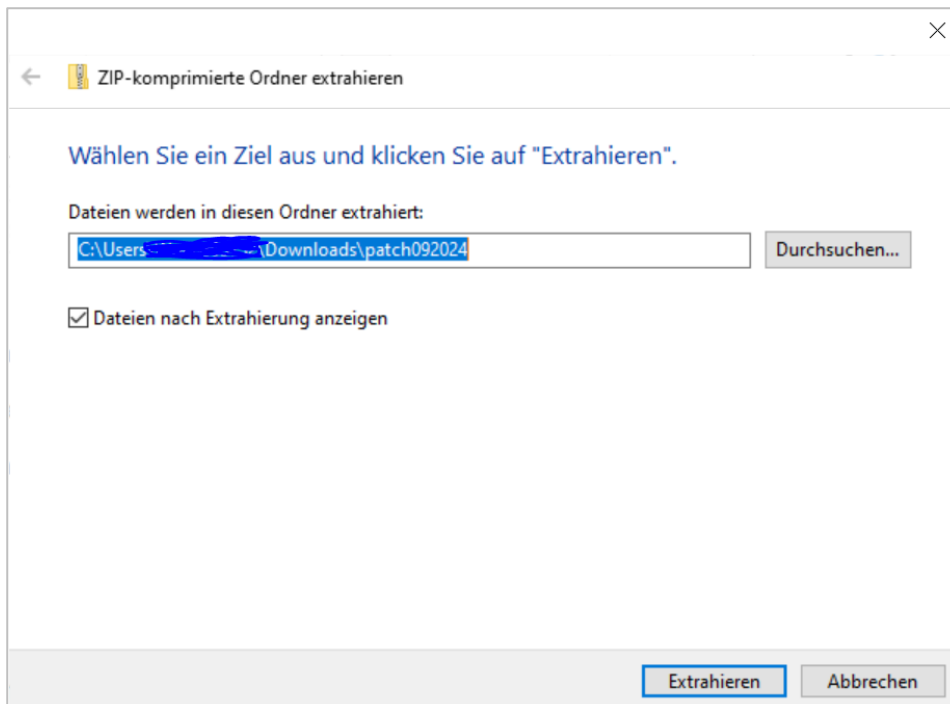 ZIP-komprimierte Ordner extrahieren
Wählen Sie ein Ziel aus und klicken Sie auf "Extrahieren".
Dateien werden in diesen Ordner extrahiert:
C:\Users \Downloads\patch092024
Durchsuchen...
Dateien nach Extrahierung anzeigen
Extrahieren
Abbrechen